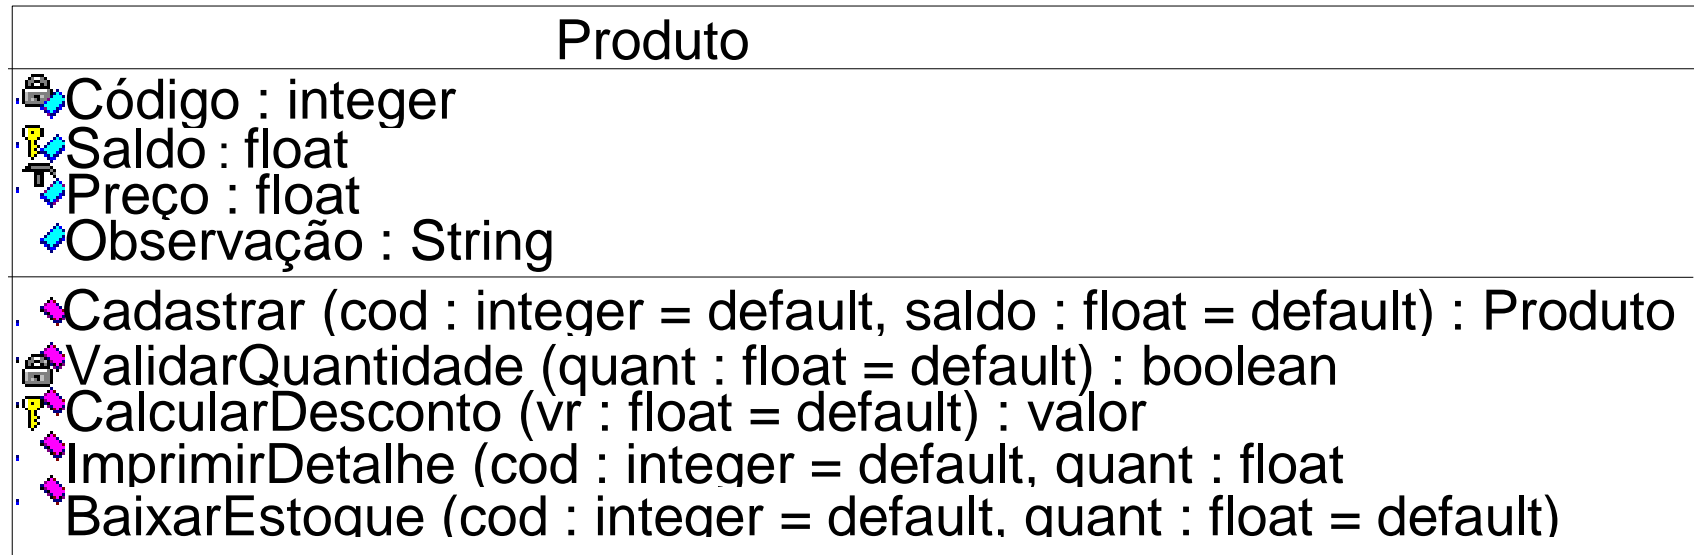 Produto
Código : integer
Saldo : float
Preço : float
Observação : String
Cadastrar (cod : integer = default, saldo : float = default) : Produto
ValidarQuantidade (quant : float = default) : boolean
CalcularDesconto (vr : float = default) : valor
ImprimirDetalhe (cod : integer = default, quant : float
BaixarEstoque (cod : integer = default, quant : float = default)